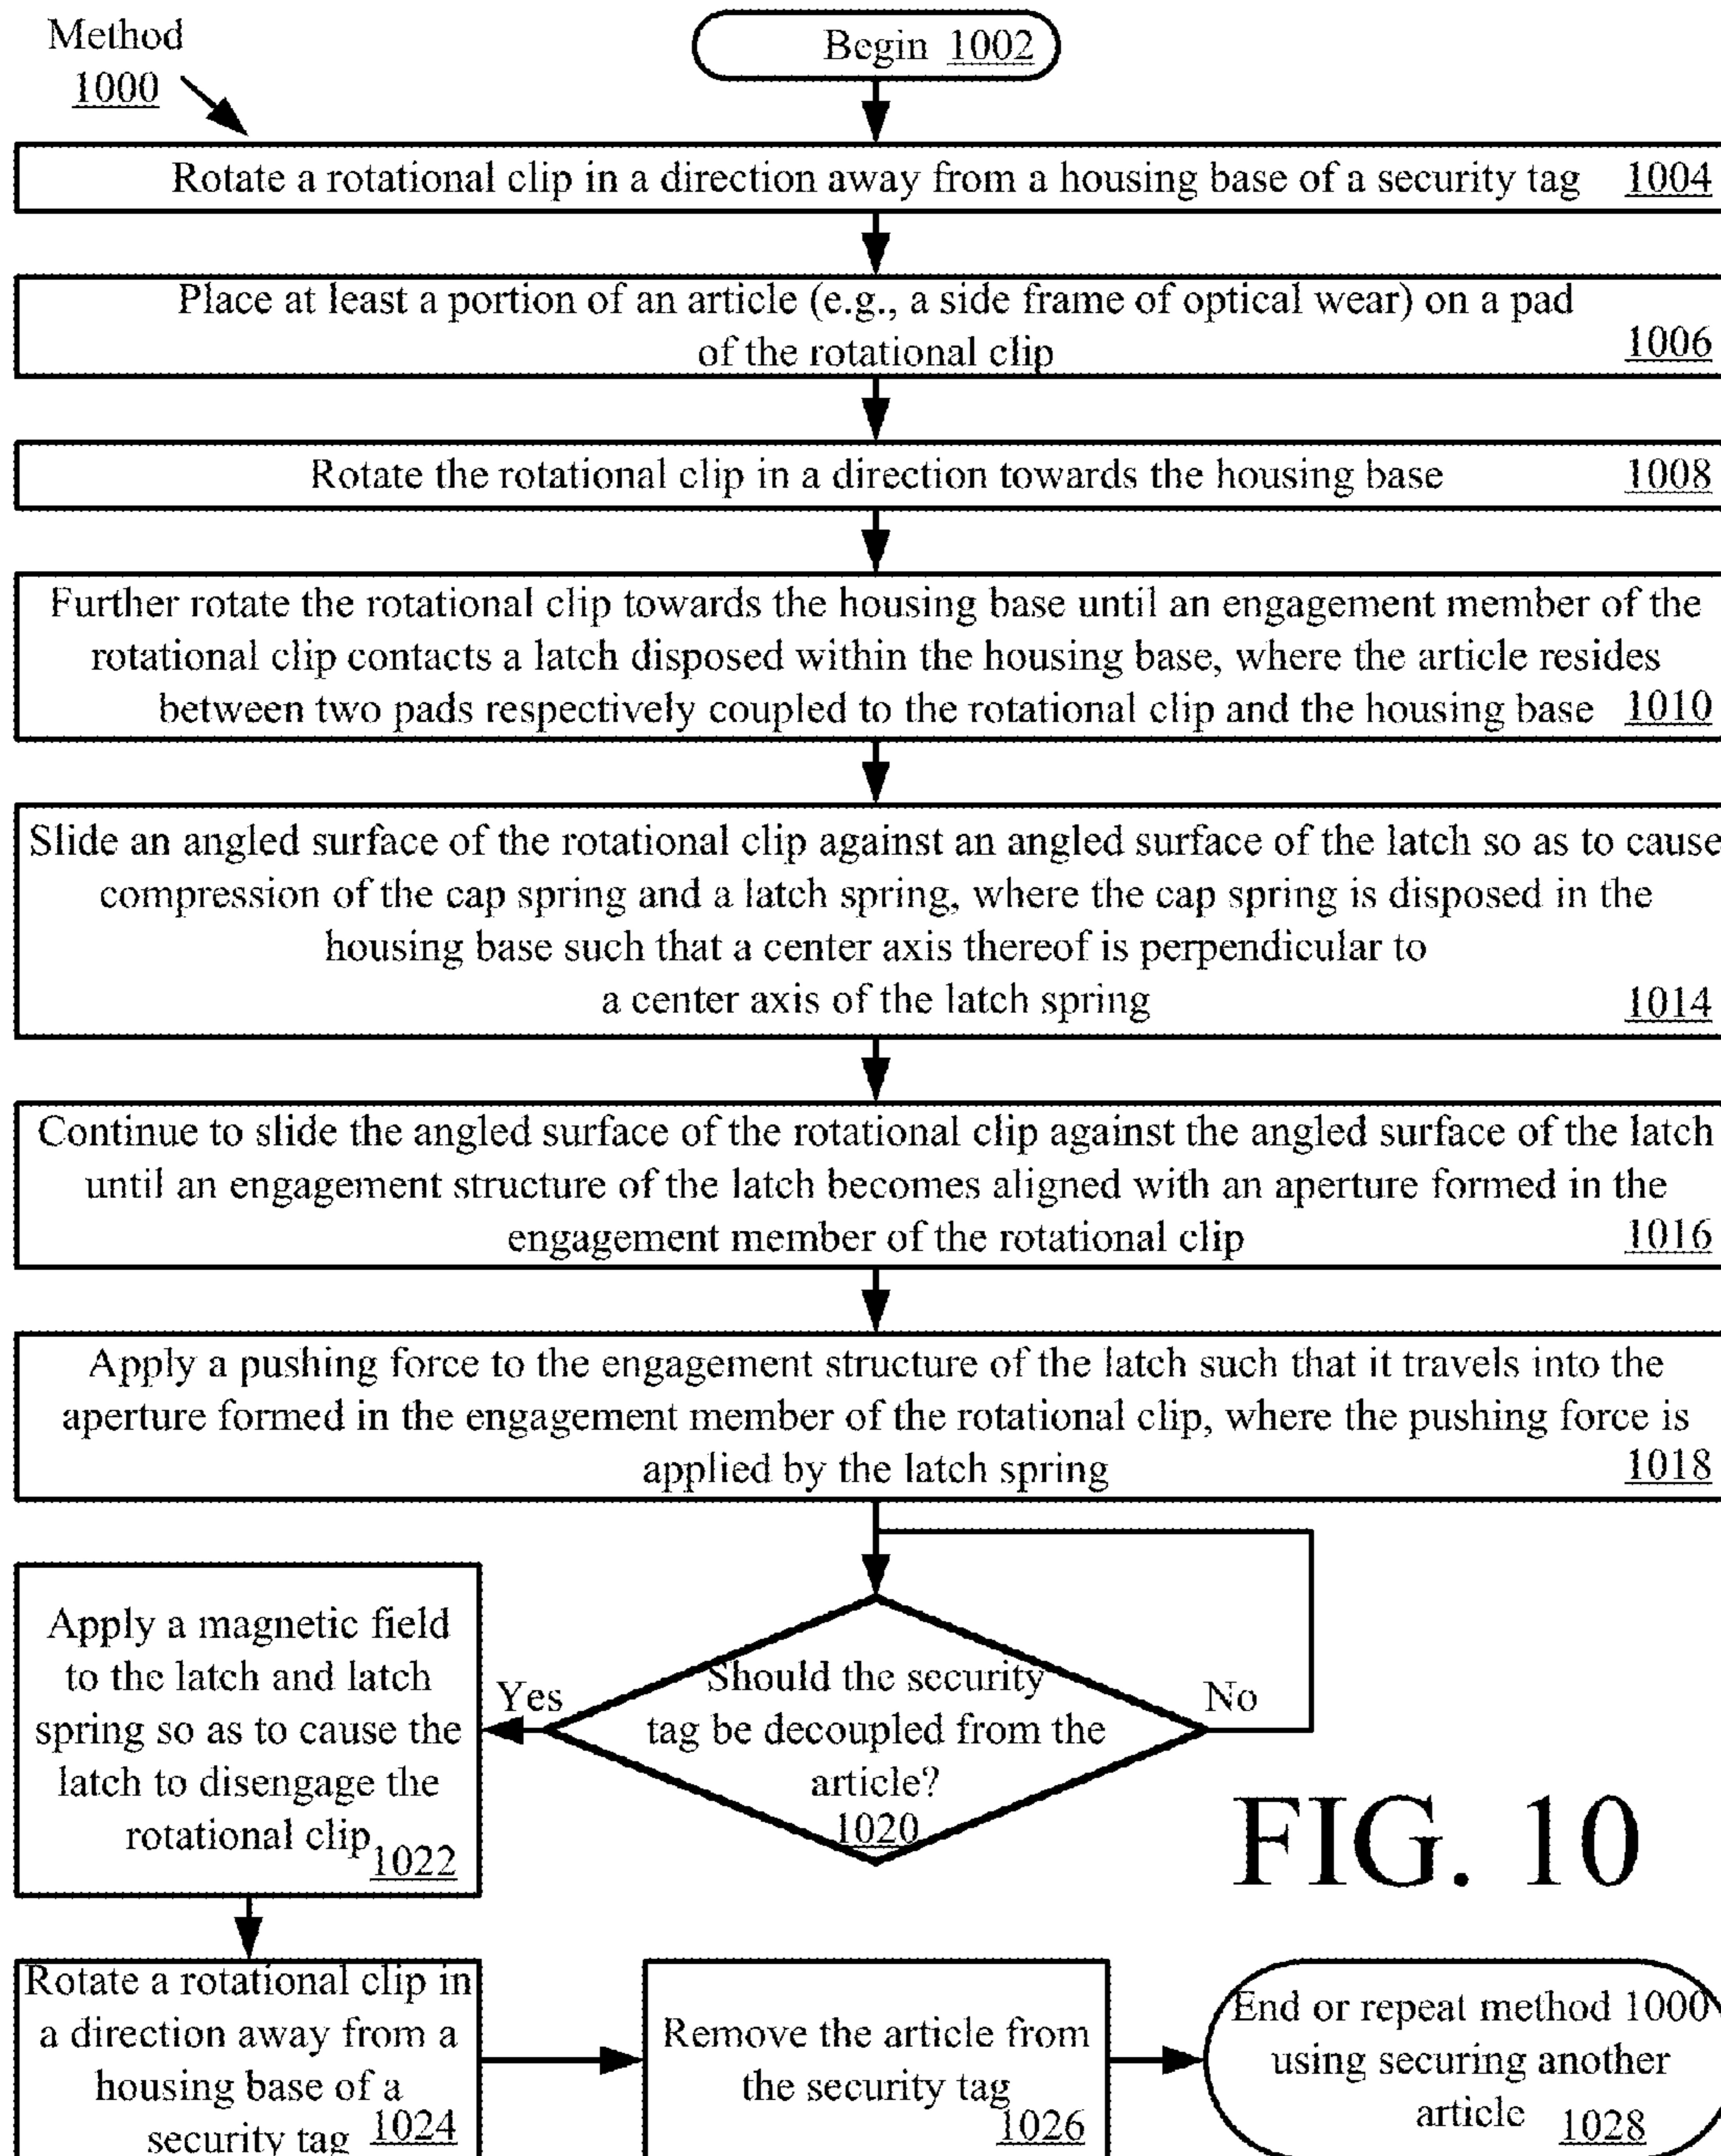 Method
1000
Begin 1002
Rotate a rotational clip in a direction away from a housing base of a security tag 1004
Place at least a portion of an article (e.g., a side frame of optical wear) on a pad
of the rotational clip 1006
Rotate the rotational clip in a direction towards the housing base 1008
Further rotate the rotational clip towards the housing base until an engagement member of the
rotational clip contacts a latch disposed within the housing base, where the article resides
between two pads respectively coupled to the rotational clip and the housing base 1010
Slide an angled surface of the rotational clip against an angled surface of the latch so as to cause
compression of the cap spring and a latch spring, where the cap spring is disposed in the
housing base such that a center axis thereof is perpendicular to
a center axis of the latch spring 1014
Continue to slide the angled surface of the rotational clip against the angled surface of the latch
until an engagement structure of the latch becomes aligned with an aperture formed in the
engagement member of the rotational clip 1016
Apply a pushing force to the engagement structure of the latch such that it travels into the
aperture formed in the engagement member of the rotational clip, where the pushing force is
applied by the latch spring 1018
Should the security
tag be decoupled from the
article?
1020
Yes
No
Apply a magnetic field
to the latch and latch
spring so as to cause the
latch to disengage the
rotational clip 1022
FIG. 10
Rotate a rotational clip in
a direction away from a
housing base of a
security tag 1024
Remove the article from
the security tag
1026
End or repeat method 1000
using securing another
article 1028